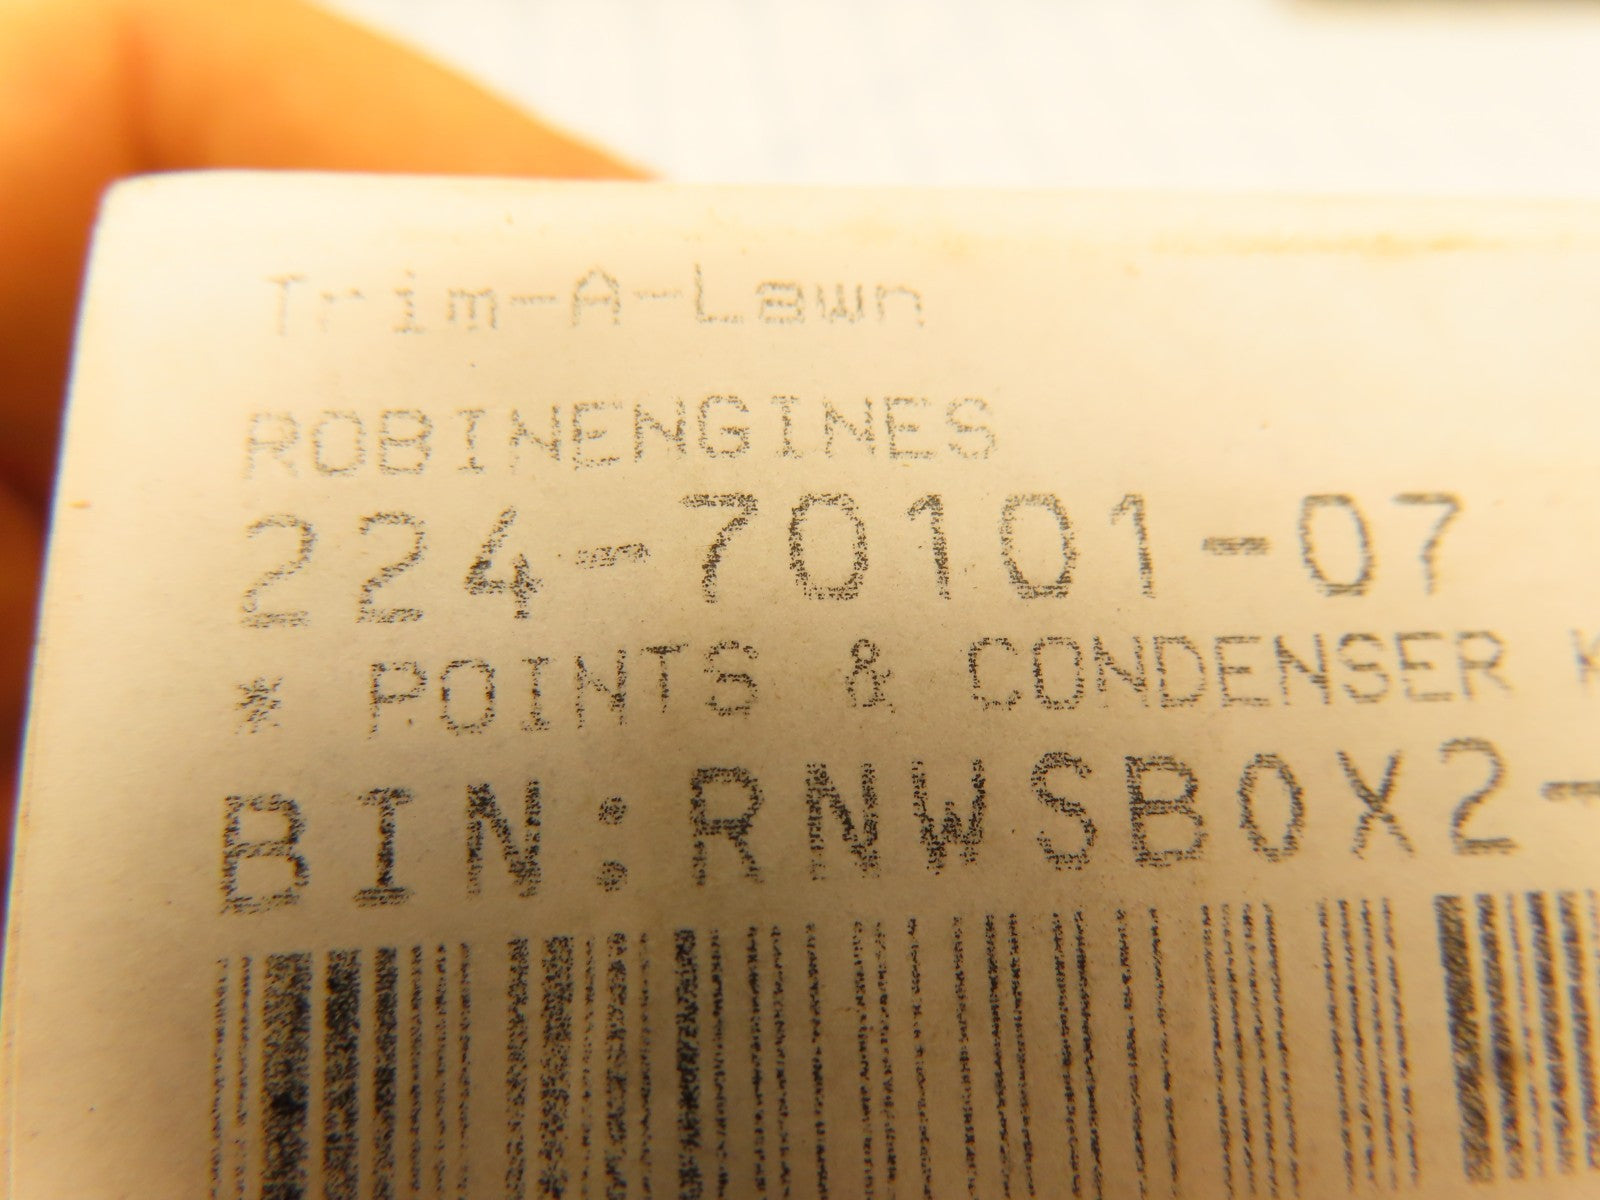 Trim-A-Lawn
ROBINENGINES
224-70101-07
* POINTS & CONDENSER K
BIN:RNWSBOX2-